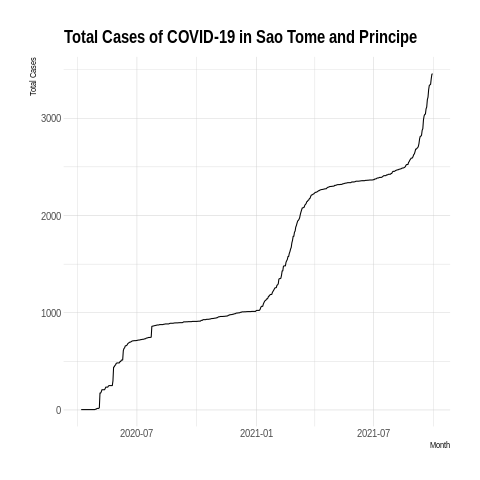 Total Cases of COVID-19 in Sao Tome and Principe
Total Cases
3000
2000
1000
0
2020-07 2021-01 2021-07
Month